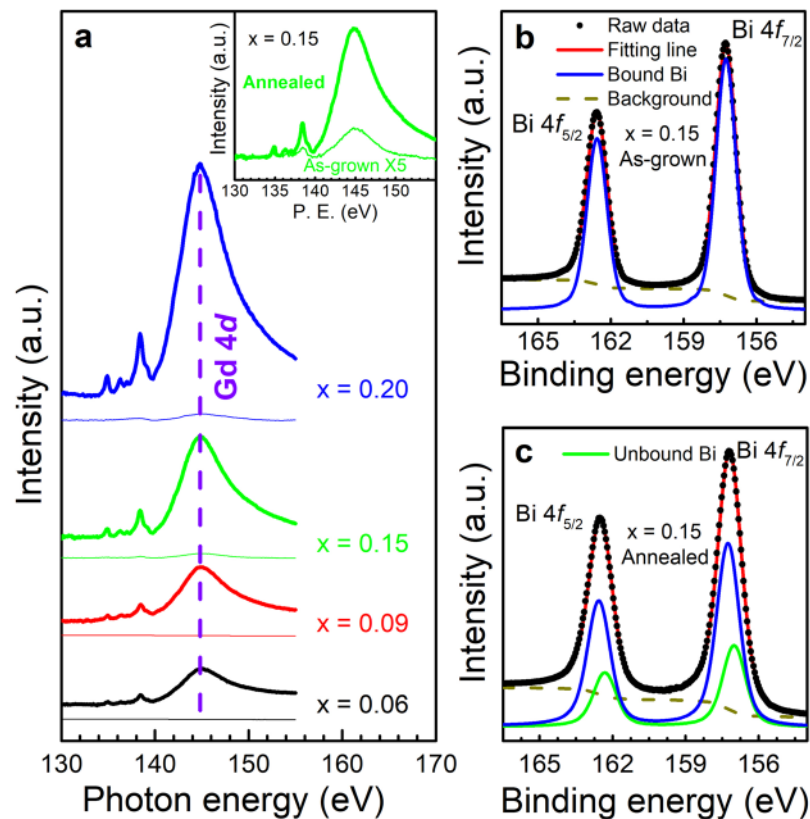 a
x = 0.15
Annealed
As-grown X5
Intensity (a.u.)
130 135 140 145 150
P. E. (eV)
Gd 4d
x = 0.20
x = 0.15
x = 0.09
x = 0.06
Intensity (a.u.)
130 140 150 160 170
Photon energy (eV)
b
Raw data
Fitting line
Bound Bi
Background
Bi 4f7/2
Bi 4f5/2
x = 0.15
As-grown
Intensity (a.u.)
165 162 159 156
Binding energy (eV)
c
Unbound Bi
Bi 4f7/2
Bi 4f5/2
x = 0.15
Annealed
Intensity (a.u.)
165 162 159 156
Binding energy (eV)